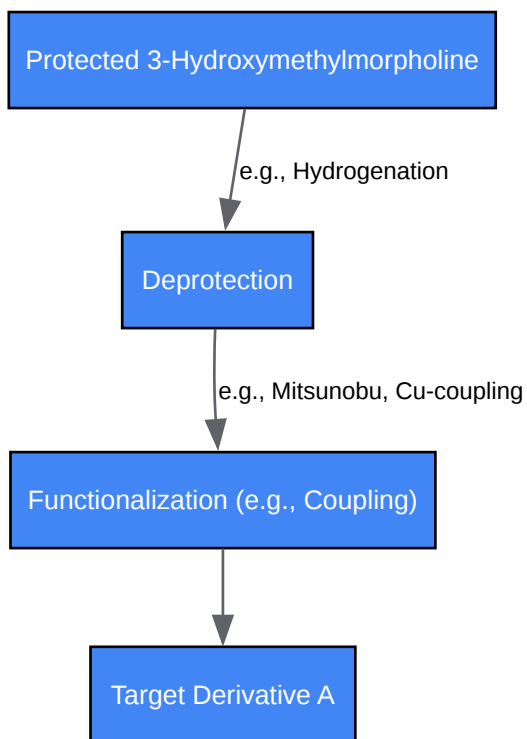 Protected 3-Hydroxymethylmorpholine
e.g., Hydrogenation
Deprotection
e.g., Mitsunobu, Cu-coupling
Functionalization (e.g., Coupling)
Target Derivative A